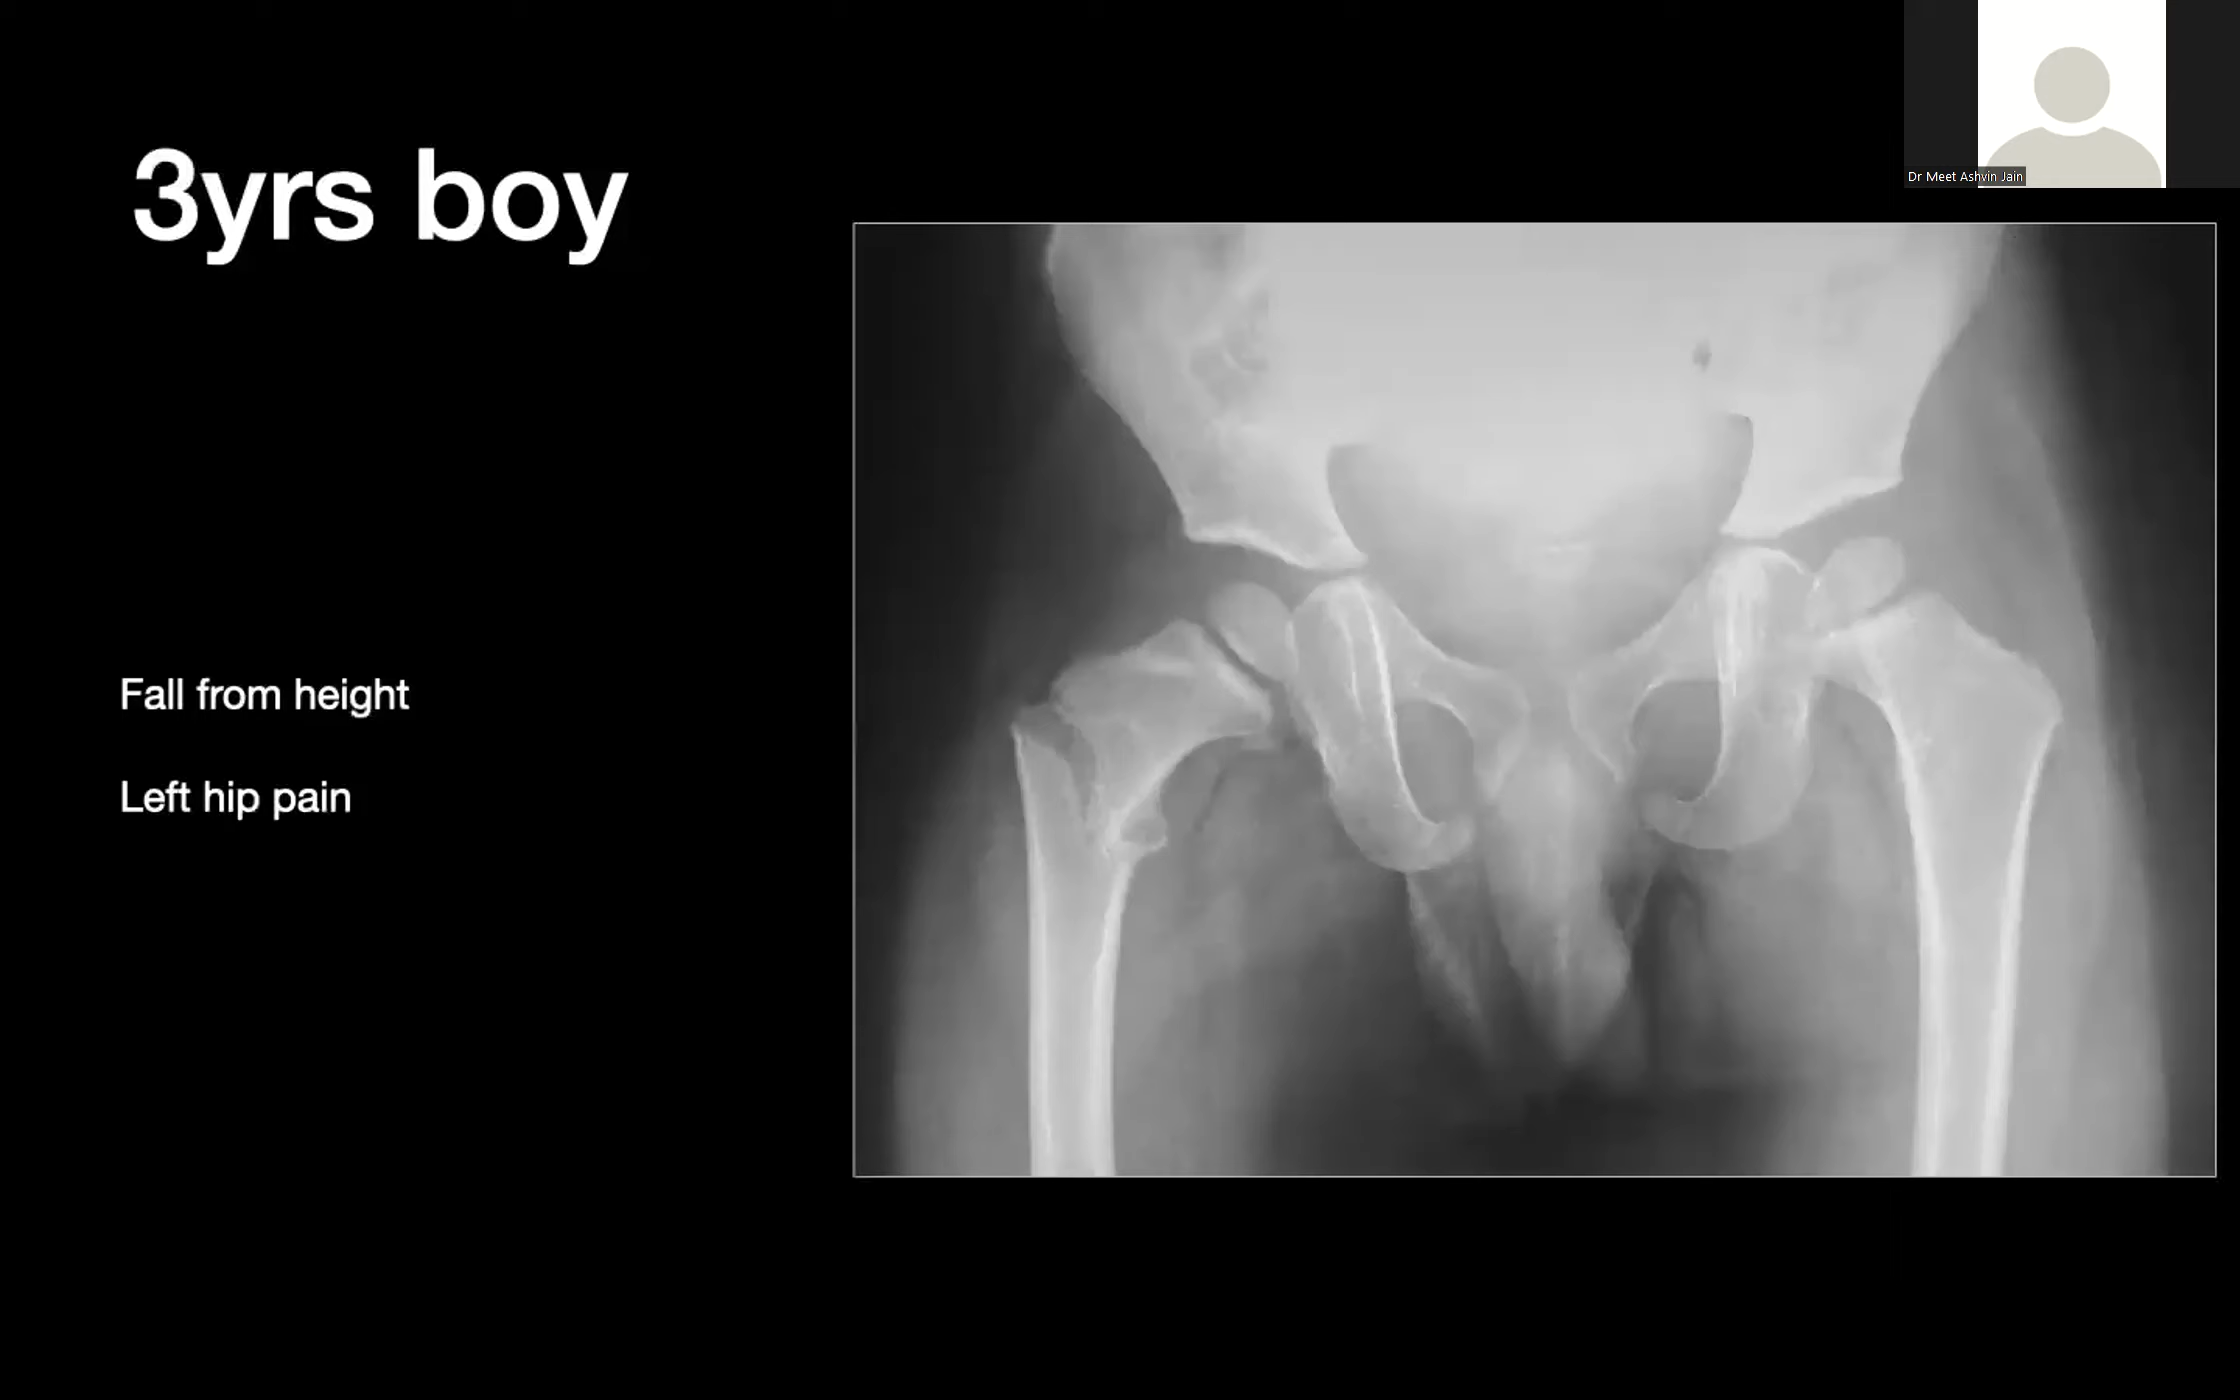 3yrs boy
Fall from height
Left hip pain
Dr Meet Ashvin Jain